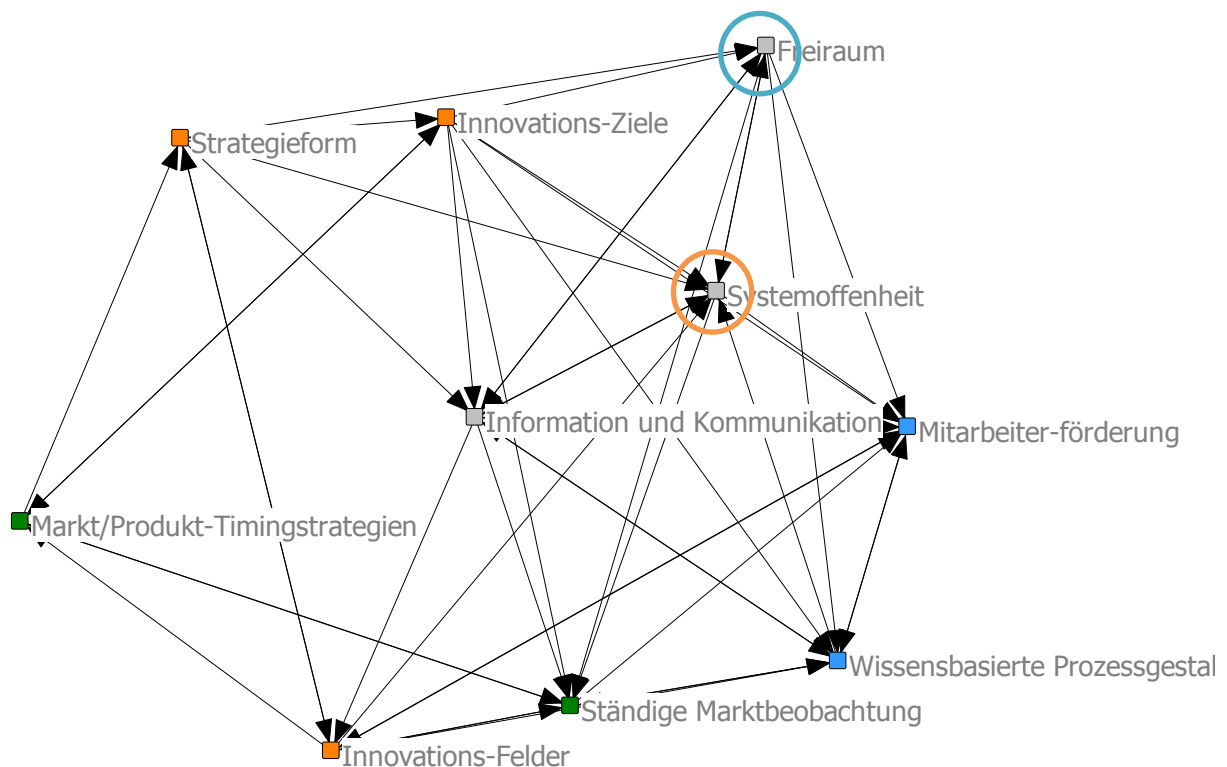 Freiraum
Innovations-Ziele
Strategieform
Systemoffenheit
Information und Kommunikation
Mitarbeiter-förderung
Markt/Produkt-Timingstrategien
Wissensbasierte Prozessgestal
Ständige Marktbeobachtung
Innovations-Felder